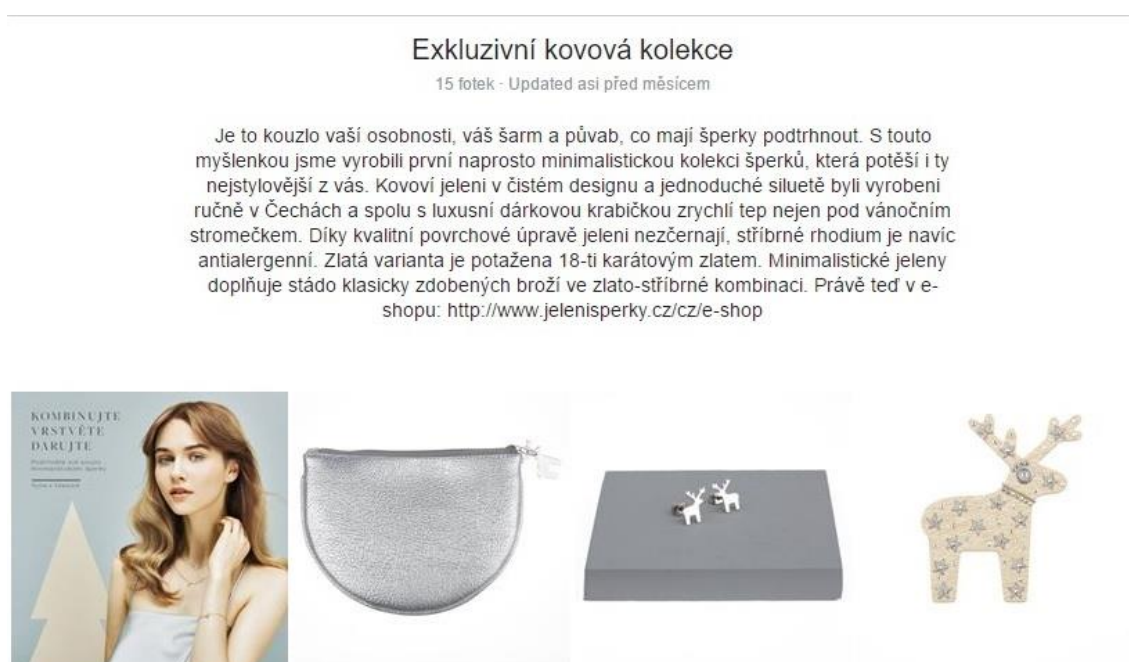 Exkluzivní kovová kolekce
15 fotek · Updated asi před měsícem
Je to kouzlo vaší osobnosti, váš šarm a půvab, co mají šperky podtrhnout. S touto
myšlenkou jsme vyrobili první naprosto minimalistickou kolekci šperků, která potěší i ty
nejstylovější z vás. Kovoví jeleni v čistém designu a jednoduché siluetě byli vyrobeni
ručně v Čechách a spolu s luxusní dárkovou krabičkou zrychlí tep nejen pod vánočním
stromečkem. Díky kvalitní povrchové úpravě jeleni nezčernají, stříbrné rhodium je navíc
antialergenní. Zlatá varianta je potažena 18-ti karátovým zlatem. Minimalistické jeleny
doplňuje stádo klasicky zdobených broží ve zlato-stříbrné kombinaci. Právě teď v e-
shopu: http://www.jelenisperky.cz/cz/e-shop
KOMBINUJTE
VRSTVĚTE
DARUJTE